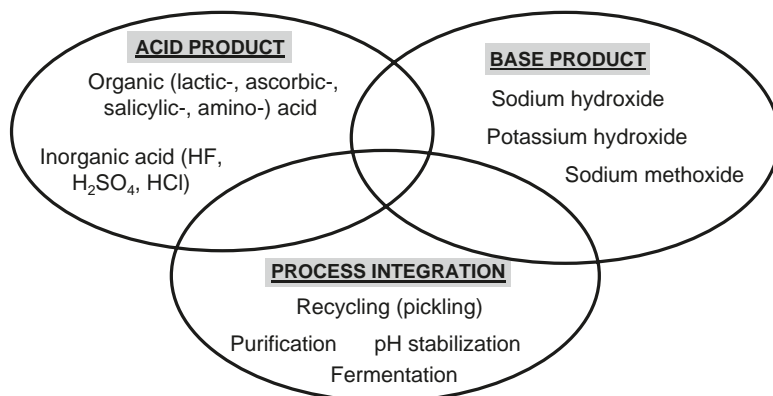 ACID PRODUCT
Organic (lactic-, ascorbic-,
salicylic-, amino-) acid
Inorganic acid (HF,
H₂SO₄, HCl)
BASE PRODUCT
Sodium hydroxide
Potassium hydroxide
Sodium methoxide
PROCESS INTEGRATION
Recycling (pickling)
Purification pH stabilization
Fermentation